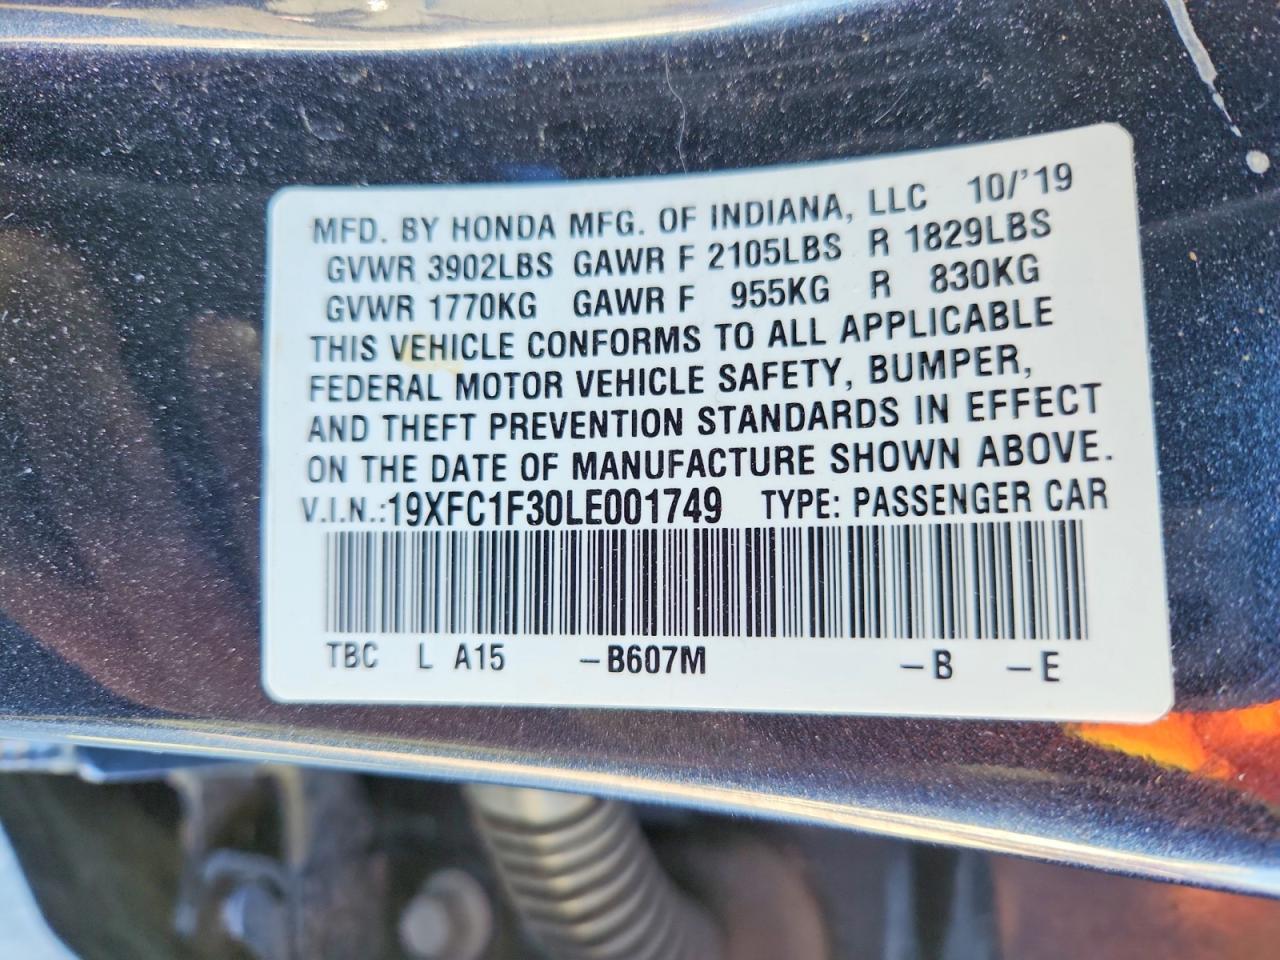 MFD. BY HONDA MFG. OF INDIANA, LLC 10/'19
GVWR 3902LBS GAWR F 2105LBS R 1829LBS
GVWR 1770KG GAWR F 955KG R 830KG
THIS VEHICLE CONFORMS TO ALL APPLICABLE
FEDERAL MOTOR VEHICLE SAFETY, BUMPER,
AND THEFT PREVENTION STANDARDS IN EFFECT
ON THE DATE OF MANUFACTURE SHOWN ABOVE.
V.I.N.:19XFC1F30LE001749 TYPE: PASSENGER CAR
TBC L A15 -B607M -B -E